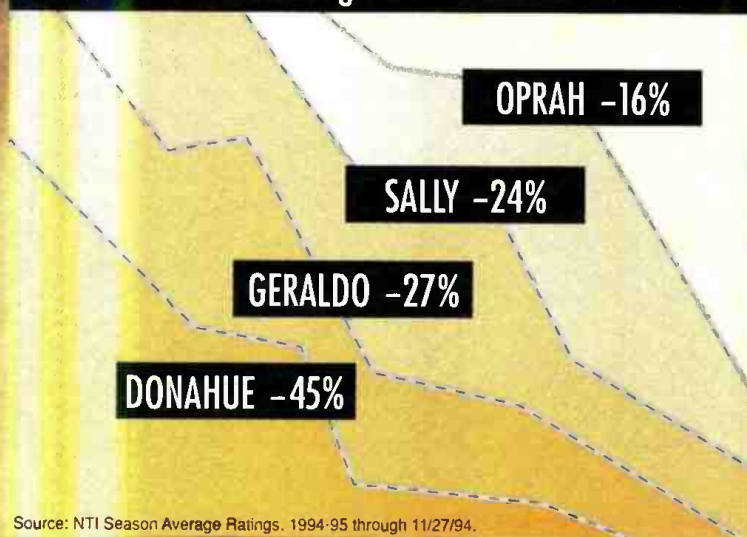 OPRAH –16%
SALLY –24%
GERALDO –27%
DONAHUE –45%
Source: NTI Season Average Ratings. 1994-95 through 11/27/94.